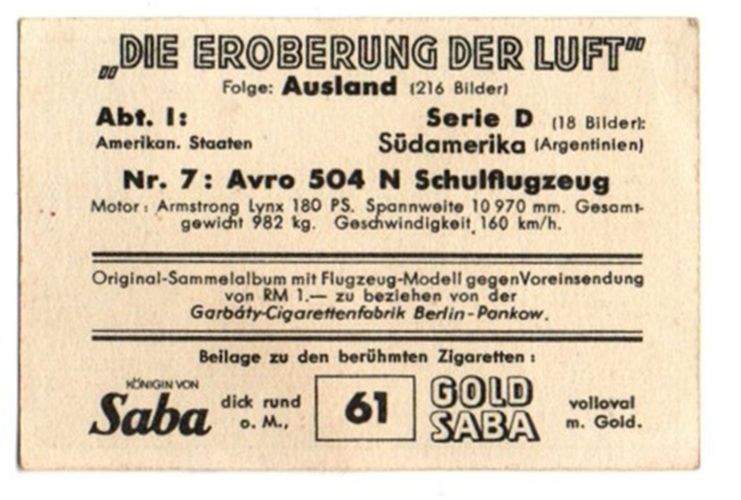 „DIE EROBERUNG DER LUFT"
Folge: Ausland (216 Bilder)
Abt. I: Serie D (18 Bilder):
Amerikan. Staaten Südamerika (Argentinien)
Nr. 7: Avro 504 N Schulflugzeug
Motor: Armstrong Lynx 180 PS. Spannweite 10 970 mm. Gesamt-
gewicht 982 kg. Geschwindigkeit 160 km/h.
Original-Sammelalbum mit Flugzeug-Modell gegen Voreinsendung
von RM 1.— zu beziehen von der
Garbáty-Cigarettenfabrik Berlin-Pankow.
Beilage zu den berühmten Zigaretten:
KÖNIGIN VON
Saba
dick rund
o. M.,
61
GOLD
SABA
volloval
m. Gold.